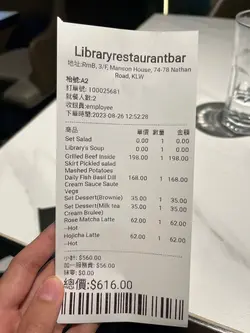 Libraryrestaurantbar
地址:RmB, 3/F, Manson House, 74-78 Nathan
Road, KLW
枱號:A2
訂單號: 100025681
就餐人數:2
收銀員:employee
下單時間:2023-08-26 12:52:28
商品 單價 數量 金額
Set Salad 0.00 1 0.00
Library's Soup 0.00 1 0.00
Grilled Beef Inside 198.00 1 198.00
Skirt Pickled salad
Mashed Potatoes
Daily Fish Basil Dill 168.00 1 168.00
Cream Sauce Saute
Vege
Set Dessert(Brownie) 35.00 1 35.00
Set Dessert(Milk tea 35.00 1 35.00
Cream Brulee)
Rose Matcha Latte 62.00 1 62.00
--Hot
Hojicha Latte 62.00 1 62.00
--Hot
小計: $560.00
加一服務費: $56.00
抹零: $0.00
總價:$616.00